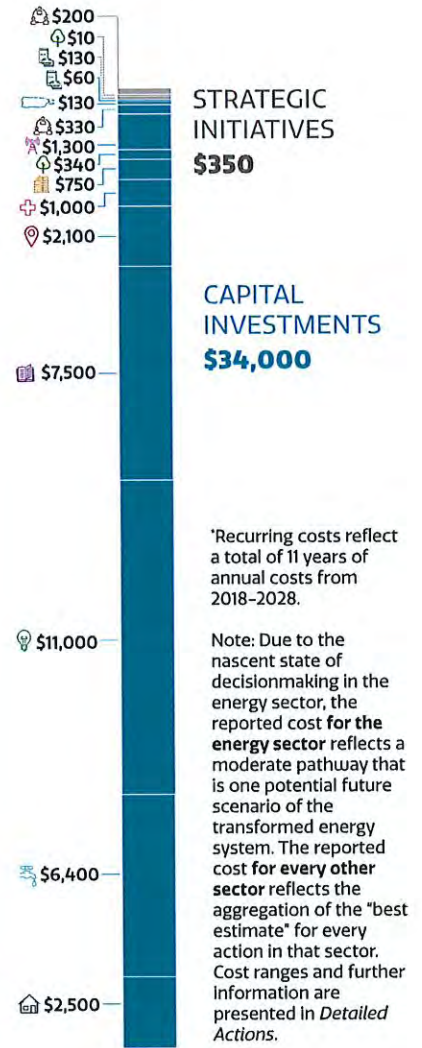 $200
$10
$130
$60
$130
$330
$1,300
$340
$750
$1,000
$2,100
$7,500
$11,000
$6,400
$2,500
STRATEGIC
INITIATIVES
$350
CAPITAL
INVESTMENTS
$34,000
*Recurring costs reflect
a total of 11 years of
annual costs from
2018–2028.
Note: Due to the
nascent state of
decisionmaking in the
energy sector, the
reported cost for the
energy sector reflects a
moderate pathway that
is one potential future
scenario of the
transformed energy
system. The reported
cost for every other
sector reflects the
aggregation of the "best
estimate" for every
action in that sector.
Cost ranges and further
information are
presented in Detailed
Actions.